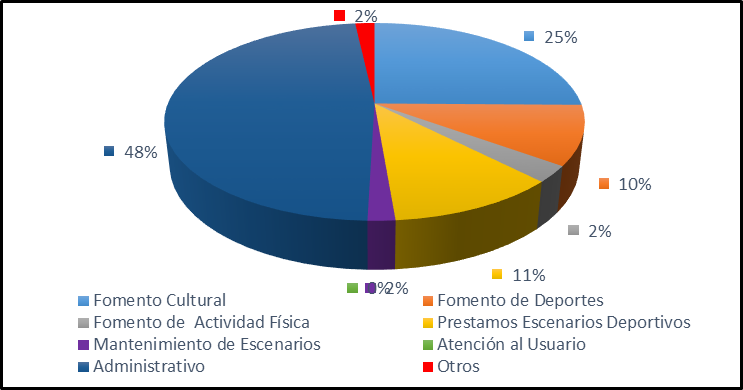 2%
25%
48%
10%
2%
11%
0% 2%
Fomento Cultural
Fomento de Deportes
Fomento de Actividad Física
Prestamos Escenarios Deportivos
Mantenimiento de Escenarios
Atención al Usuario
Administrativo
Otros